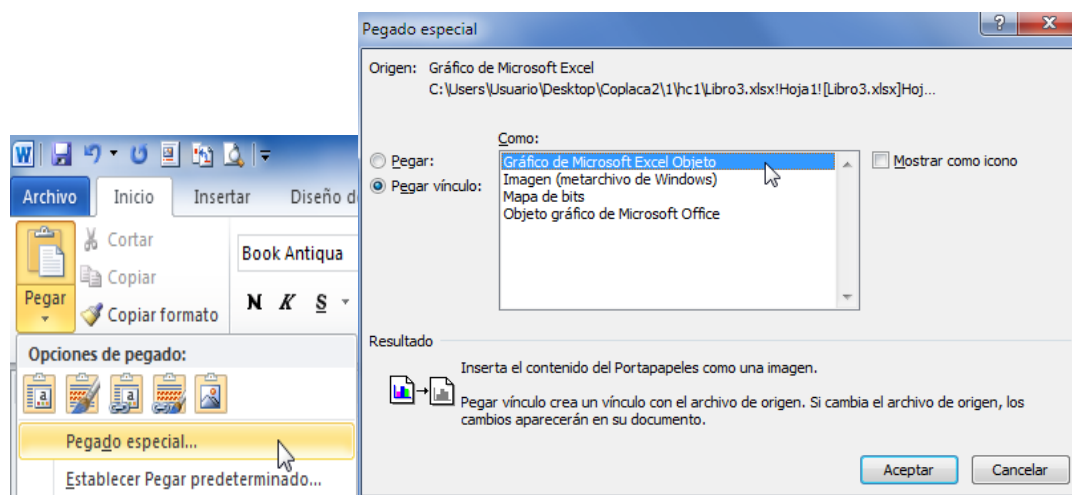 W
Archivo Inicio Insertar Diseño d
Pegar
Cortar
Copiar
Copiar formato
Book Antiqua
N K S
Opciones de pegado:
Pegado especial...
Establecer Pegar predeterminado...
Pegado especial
Origen: Gráfico de Microsoft Excel
C:\Users\Usuario\Desktop\Coplaca2\1\hc1\Libro3.xlsx!Hoja1![Libro3.xlsx]Hoj...
Como:
Pegar:
Pegar vínculo:
Gráfico de Microsoft Excel Objeto
Imagen (metarchivo de Windows)
Mapa de bits
Objeto gráfico de Microsoft Office
Mostrar como icono
Resultado
Inserta el contenido del Portapapeles como una imagen.
Pegar vínculo crea un vínculo con el archivo de origen. Si cambia el archivo de origen, los
cambios aparecerán en su documento.
Aceptar Cancelar